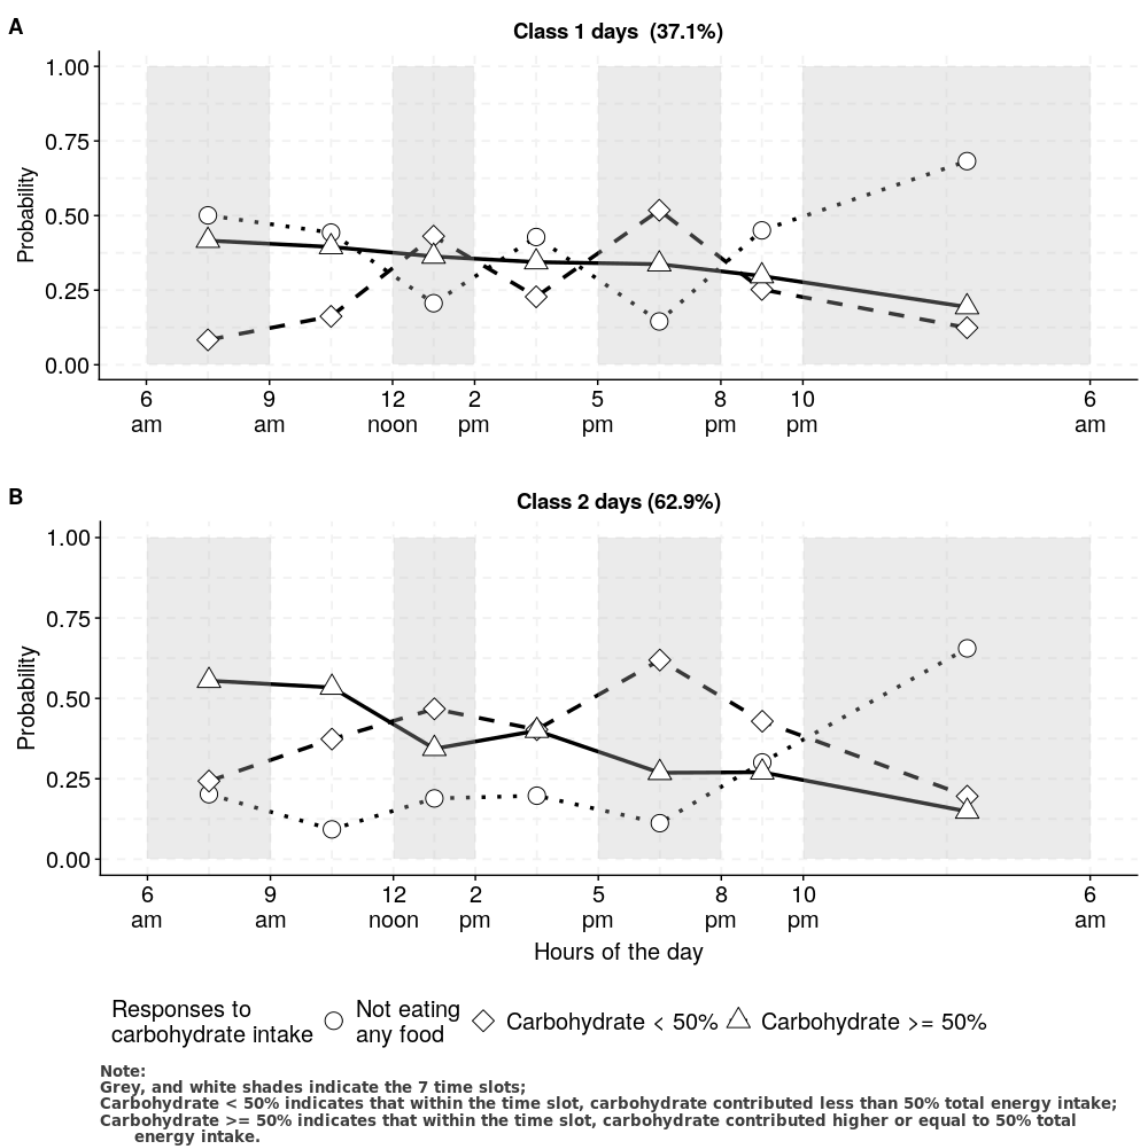 A
Class 1 days  (37.1%)
Probability
1.00
0.75
0.50
0.25
0.00
6 9 12 2 5 8 10 6
am am noon pm pm pm pm am
B
Class 2 days (62.9%)
Probability
1.00
0.75
0.50
0.25
0.00
6 9 12 2 5 8 10 6
am am noon pm pm pm pm am
Hours of the day
Responses to Not eating
carbohydrate intake any food Carbohydrate < 50% Carbohydrate >= 50%
Note:
Grey, and white shades indicate the 7 time slots;
Carbohydrate < 50% indicates that within the time slot, carbohydrate contributed less than 50% total energy intake;
Carbohydrate >= 50% indicates that within the time slot, carbohydrate contributed higher or equal to 50% total
energy intake.